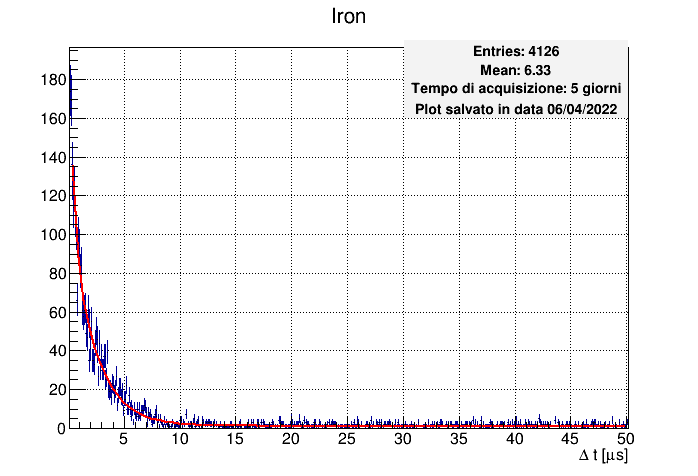 Iron
Entries: 4126
Mean: 6.33
Tempo di acquisizione: 5 giorni
Plot salvato in data 06/04/2022
180
160
140
120
100
80
60
40
20
0
5 10 15 20 25 30 35 40 45 50
Δ t [μs]